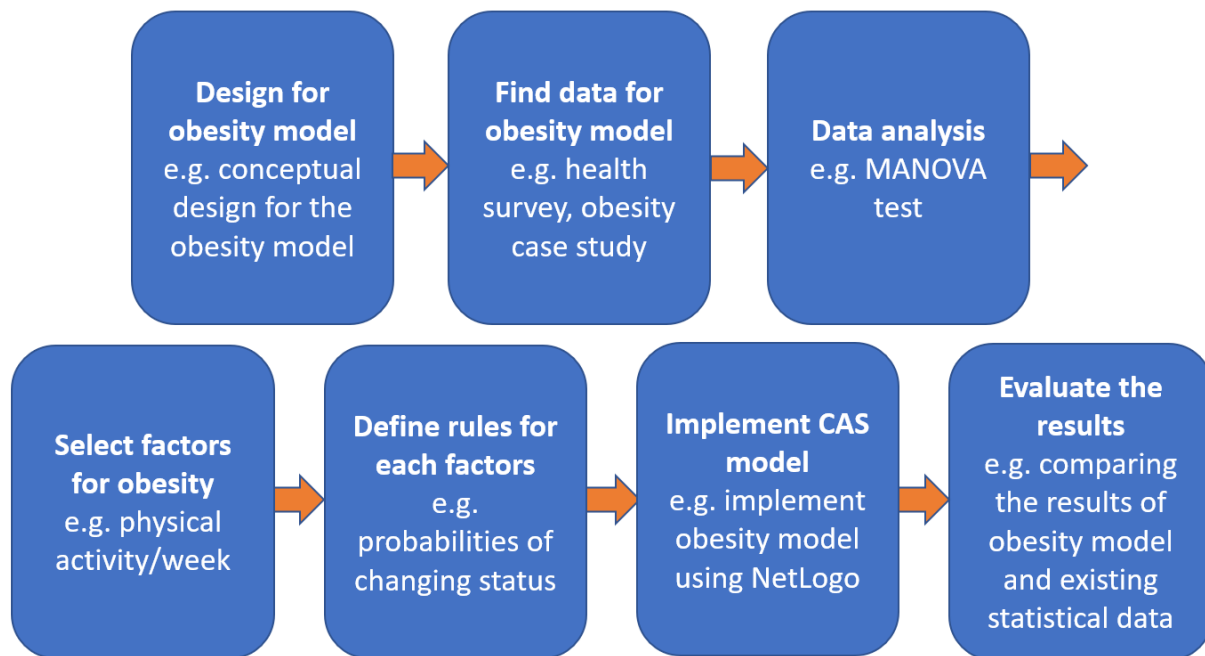 Design for
obesity model
e.g. conceptual
design for the
obesity model
Find data for
obesity model
e.g. health
survey, obesity
case study
Data analysis
e.g. MANOVA
test
Select factors
for obesity
e.g. physical
activity/week
Define rules for
each factors
e.g.
probabilities of
changing status
Implement CAS
model
e.g. implement
obesity model
using NetLogo
Evaluate the
results
e.g. comparing
the results of
obesity model
and existing
statistical data